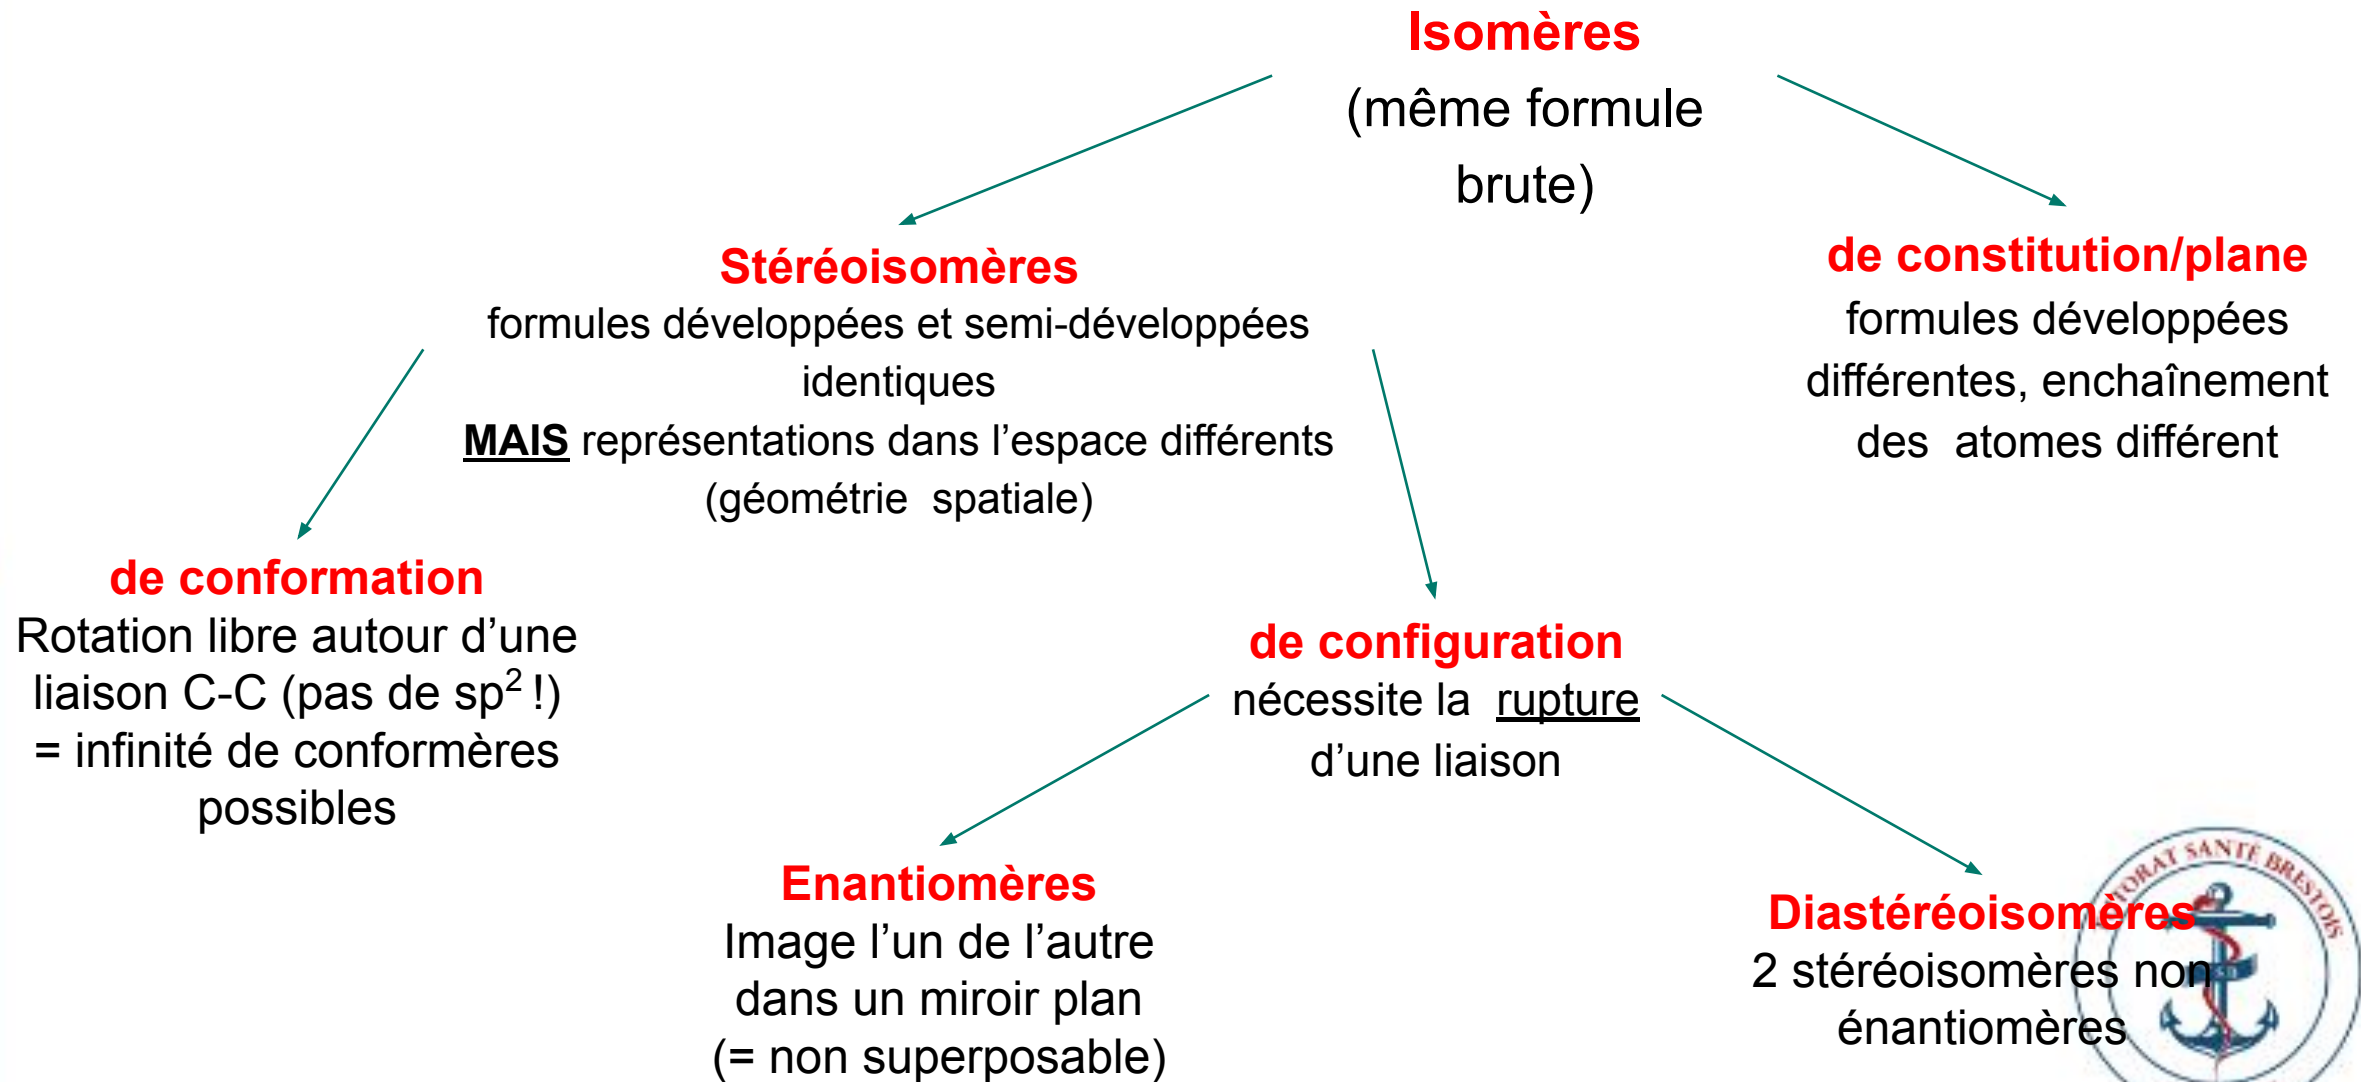 Isomères
(même formule
brute)
Stéréoisomères
formules développées et semi-développées
identiques
MAIS représentations dans l’espace différents
(géométrie spatiale)
de constitution/plane
formules développées
différentes, enchaînement
des atomes différent
de conformation
Rotation libre autour d’une
liaison C-C (pas de sp² !)
= infinité de conformères
possibles
de configuration
nécessite la rupture
d’une liaison
Enantiomères
Image l’un de l’autre
dans un miroir plan
(= non superposable)
Diastéréoisomères
2 stéréoisomères non
énantiomères
SANTÉ BRESTOIS